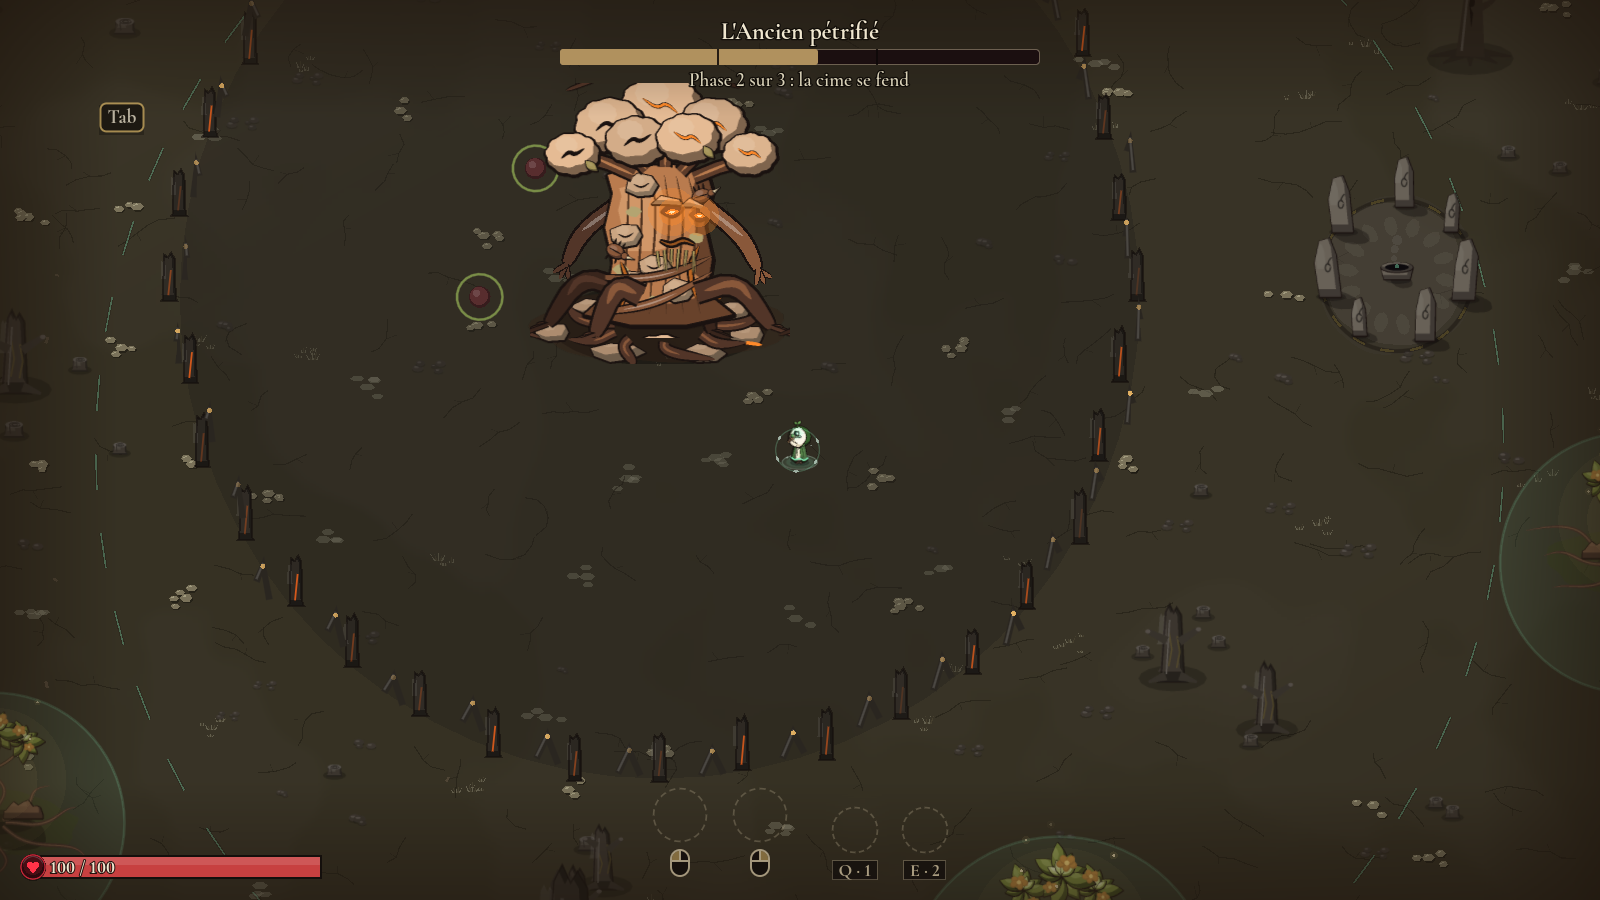 L'Ancien pétrifié
Phase 2 sur 3 : la cime se fend
Tab
100 / 100
Q · 1
E · 2